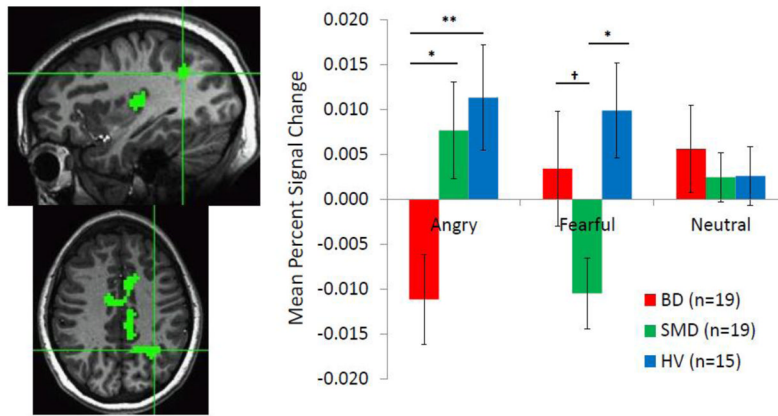 Mean Percent Signal Change
0.020
0.015
0.010
0.005
0.000
-0.005
-0.010
-0.015
-0.020
**
*
†
*
Angry
Fearful
Neutral
BD (n=19)
SMD (n=19)
HV (n=15)